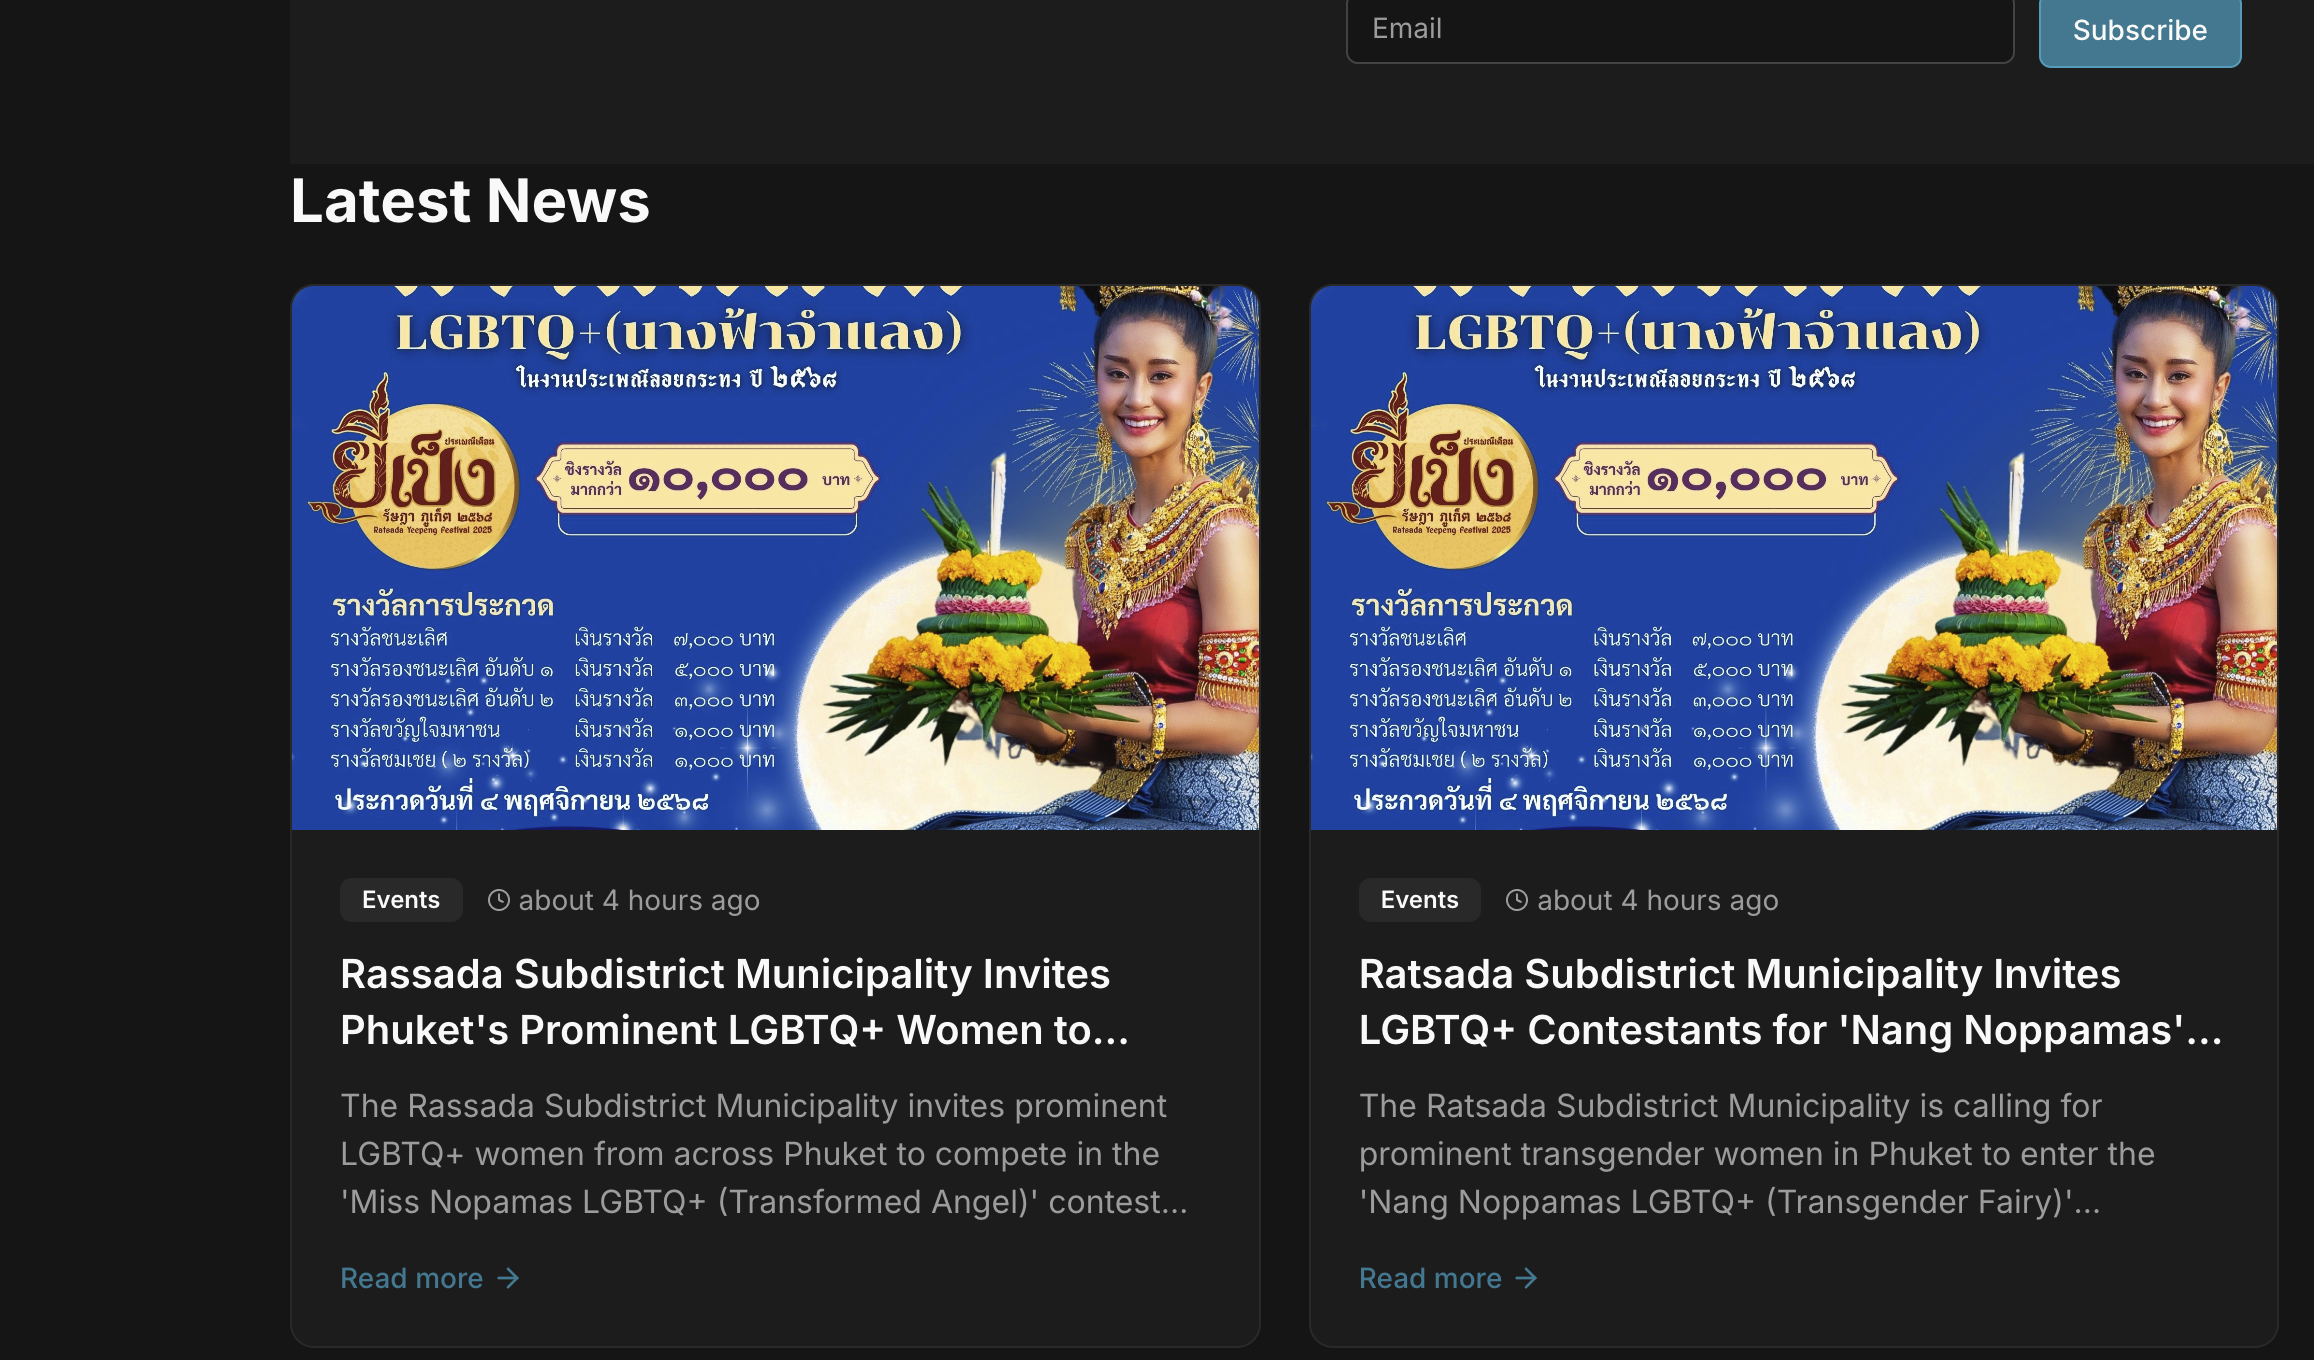 Email
Subscribe
Latest News
LGBTQ+(นางฟ้าจำแลง)
ในงานประเพณีลอยกระทง ปี ๒๕๖๘
ประเพณีเดือน
ยี่เป็ง
รัษฎา ภูเก็ต ๒๕๖๘
Ratsada Yeepeng Festival 2025
ชิงรางวัล
มากกว่า ๑๐,๐๐๐ บาท
รางวัลการประกวด
รางวัลชนะเลิศ เงินรางวัล ๗,๐๐๐ บาท
รางวัลรองชนะเลิศ อันดับ ๑ เงินรางวัล ๕,๐๐๐ บาท
รางวัลรองชนะเลิศ อันดับ ๒ เงินรางวัล ๓,๐๐๐ บาท
รางวัลขวัญใจมหาชน เงินรางวัล ๑,๐๐๐ บาท
รางวัลชมเชย ( ๒ รางวัล) เงินรางวัล ๑,๐๐๐ บาท
ประกวดวันที่ ๔ พฤศจิกายน ๒๕๖๘
Events about 4 hours ago
Rassada Subdistrict Municipality Invites
Phuket's Prominent LGBTQ+ Women to...
The Rassada Subdistrict Municipality invites prominent
LGBTQ+ women from across Phuket to compete in the
'Miss Nopamas LGBTQ+ (Transformed Angel)' contest...
Read more →
LGBTQ+(นางฟ้าจำแลง)
ในงานประเพณีลอยกระทง ปี ๒๕๖๘
ประเพณีเดือน
ยี่เป็ง
รัษฎา ภูเก็ต ๒๕๖๘
Ratsada Yeepeng Festival 2025
ชิงรางวัล
มากกว่า ๑๐,๐๐๐ บาท
รางวัลการประกวด
รางวัลชนะเลิศ เงินรางวัล ๗,๐๐๐ บาท
รางวัลรองชนะเลิศ อันดับ ๑ เงินรางวัล ๕,๐๐๐ บาท
รางวัลรองชนะเลิศ อันดับ ๒ เงินรางวัล ๓,๐๐๐ บาท
รางวัลขวัญใจมหาชน เงินรางวัล ๑,๐๐๐ บาท
รางวัลชมเชย ( ๒ รางวัล) เงินรางวัล ๑,๐๐๐ บาท
ประกวดวันที่ ๔ พฤศจิกายน ๒๕๖๘
Events about 4 hours ago
Ratsada Subdistrict Municipality Invites
LGBTQ+ Contestants for 'Nang Noppamas'...
The Ratsada Subdistrict Municipality is calling for
prominent transgender women in Phuket to enter the
'Nang Noppamas LGBTQ+ (Transgender Fairy)'...
Read more →